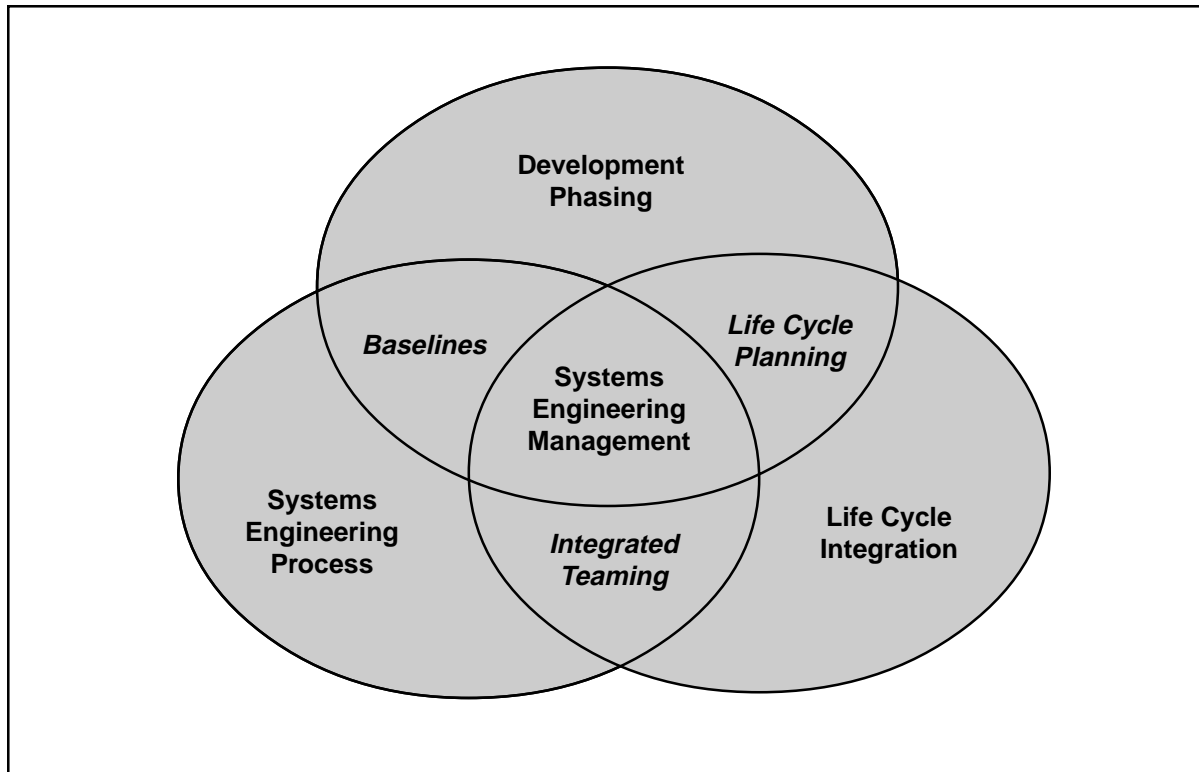 Development
Phasing
Baselines
Life Cycle
Planning
Systems
Engineering
Management
Systems
Engineering
Process
Integrated
Teaming
Life Cycle
Integration